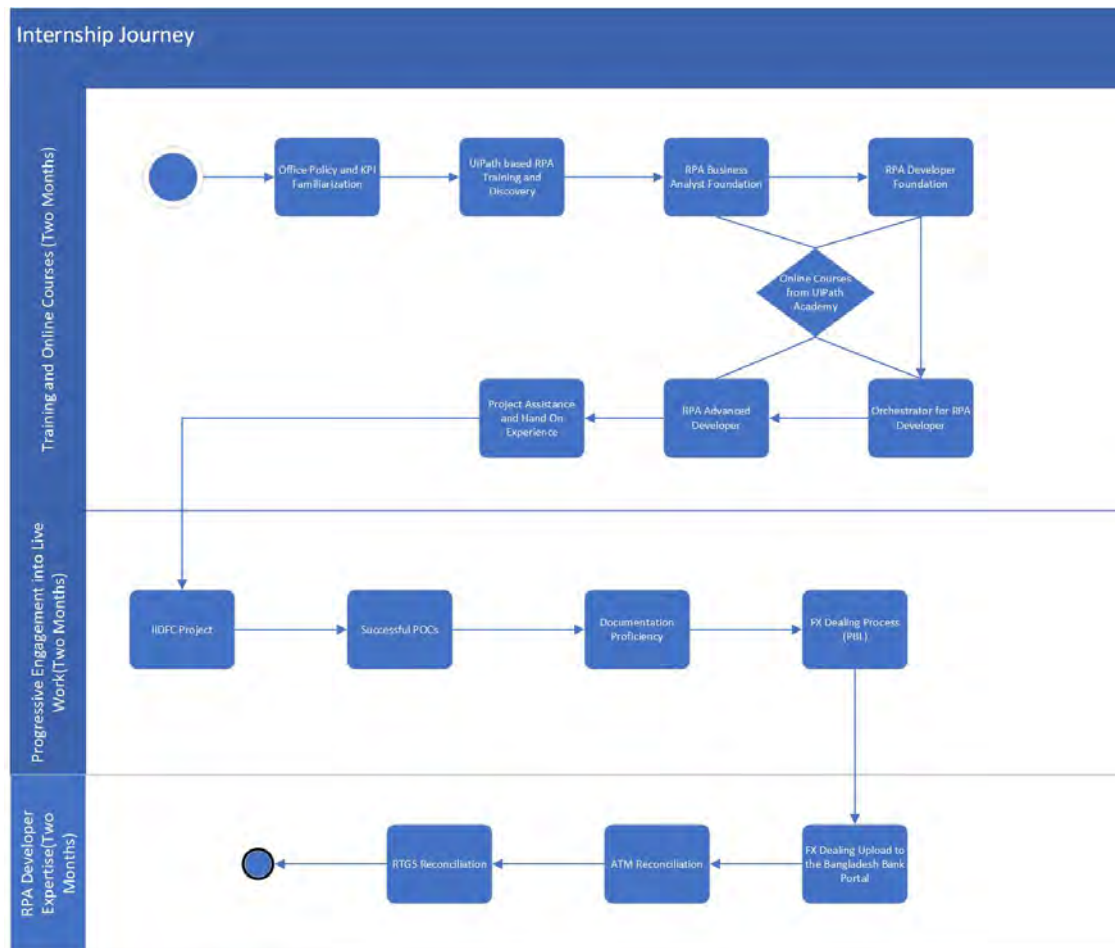 Internship Journey
Training and Online Courses (Two Months)
Office Policy and KPI
Familiarization
UiPath based RPA
Training and
Discovery
RPA Business
Analyst Foundation
RPA Developer
Foundation
Online Courses
from UiPath
Academy
Project Assistance
and Hand On
Experience
RPA Advanced
Developer
Orchestrator for RPA
Developer
Progressive Engagement into Live
Work(Two Months)
IIDFC Project
Successful POCs
Documentation
Proficiency
FX Dealing Process
(PBL)
RPA Developer
Expertise(Two
Months)
RTGS Reconciliation
ATM Reconciliation
FX Dealing Upload to
the Bangladesh Bank
Portal